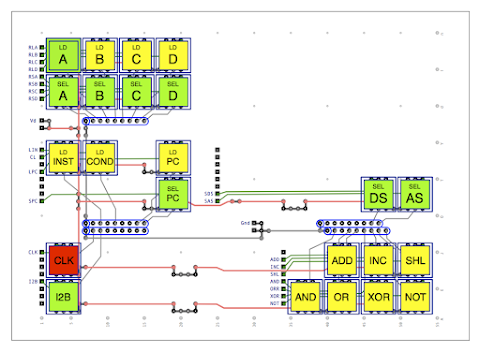 RLA
RLB
RLC
RLD
LD A
LD B
LD C
LD D
RSA
RSB
RSC
RSD
SEL A
SEL B
SEL C
SEL D
V+
LIN
CL
LPC
LD INST
LD COND
LD PC
SPC
SEL PC
SDS
SAS
SEL DS
SEL AS
Gnd
CLK
CLK
ADD
INC
SHL
ADD
INC
SHL
I2B
I2B
AND
ORR
XOR
NOT
AND
OR
XOR
NOT